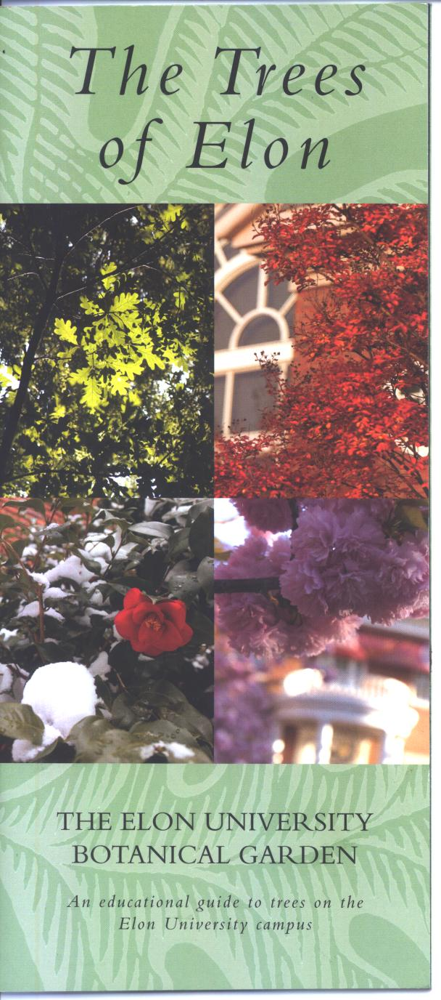 The Trees
of Elon
THE ELON UNIVERSITY
BOTANICAL GARDEN
An educational guide to trees on the
Elon University campus